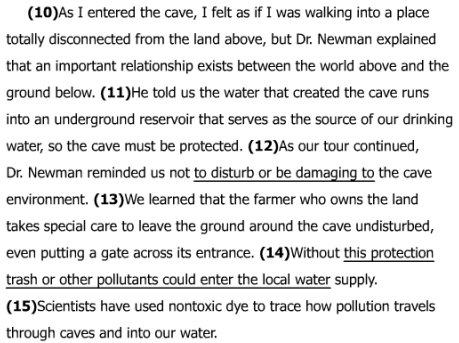 (10)As I entered the cave, I felt as if I was walking into a place
totally disconnected from the land above, but Dr. Newman explained
that an important relationship exists between the world above and the
ground below. (11)He told us the water that created the cave runs
into an underground reservoir that serves as the source of our drinking
water, so the cave must be protected. (12)As our tour continued,
Dr. Newman reminded us not to disturb or be damaging to the cave
environment. (13)We learned that the farmer who owns the land
takes special care to leave the ground around the cave undisturbed,
even putting a gate across its entrance. (14)Without this protection
trash or other pollutants could enter the local water supply.
(15)Scientists have used nontoxic dye to trace how pollution travels
through caves and into our water.